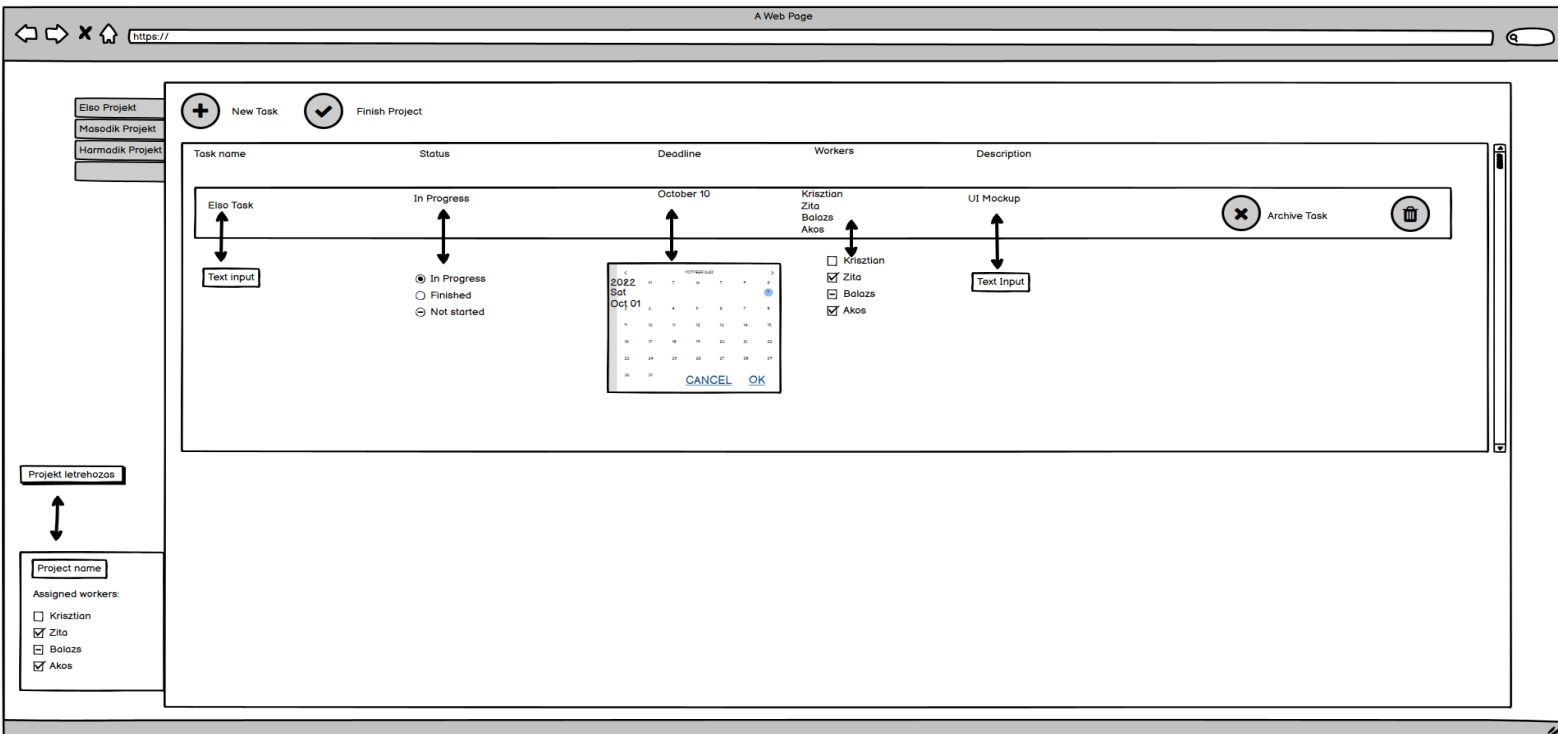 A Web Page
https://
Elso Projekt
Masodik Projekt
Harmadik Projekt
New Task
Finish Project
Task name
Status
Deadline
Workers
Description
Elso Task
In Progress
October 10
Krisztian
Zita
Balazs
Akos
UI Mockup
Archive Task
Text input
In Progress
Finished
Not started
2022
Sat
Oct 01
CANCEL
OK
Krisztian
Zita
Balazs
Akos
Text Input
Projekt letrehozas
Project name
Assigned workers:
Krisztian
Zita
Balazs
Akos